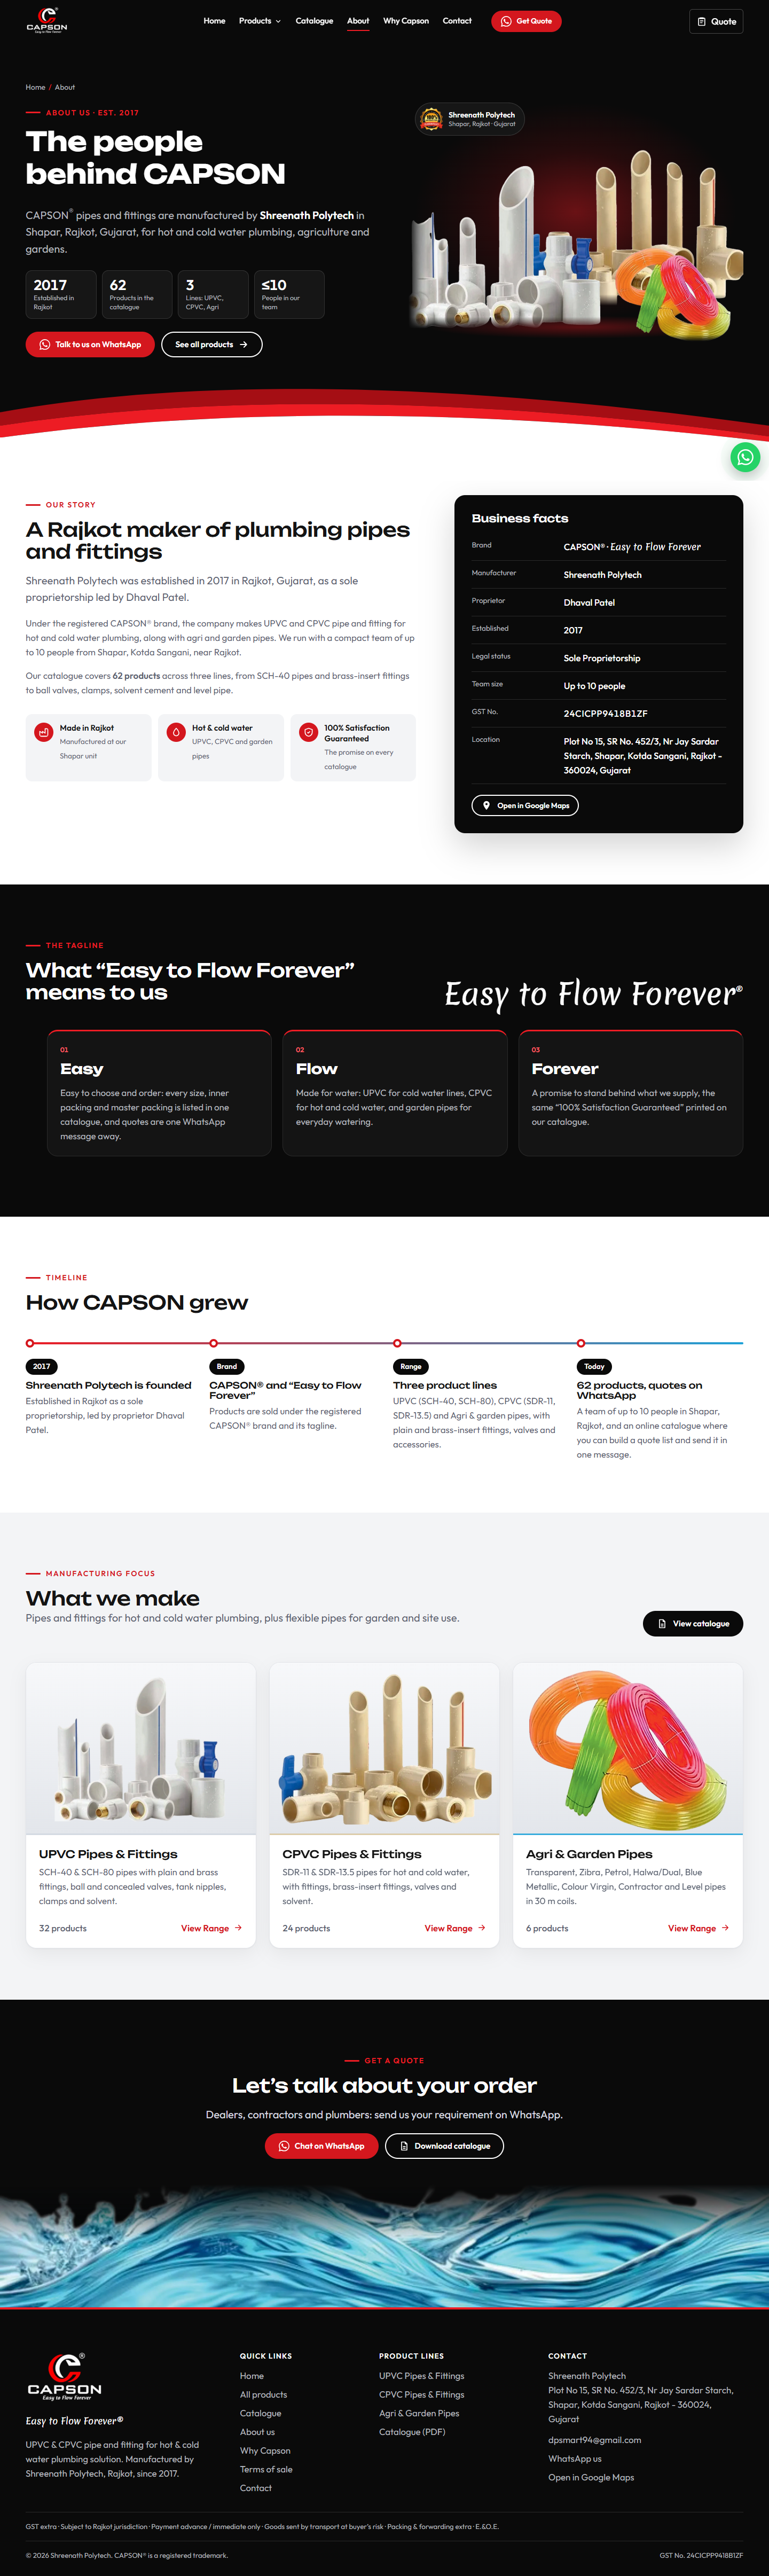 CAPSON
Easy to Flow Forever
Home
Products
Catalogue
About
Why Capson
Contact
Get Quote
Quote
Home / About
ABOUT US · EST. 2017
The people
behind CAPSON
CAPSON® pipes and fittings are manufactured by Shreenath Polytech in
Shapar, Rajkot, Gujarat, for hot and cold water plumbing, agriculture and
gardens.
2017
Established in
Rajkot
62
Products in the
catalogue
3
Lines: UPVC,
CPVC, Agri
≤10
People in our
team
Talk to us on WhatsApp
See all products
Shreenath Polytech
Shapar, Rajkot · Gujarat
OUR STORY
A Rajkot maker of plumbing pipes
and fittings
Shreenath Polytech was established in 2017 in Rajkot, Gujarat, as a sole
proprietorship led by Dhaval Patel.
Under the registered CAPSON® brand, the company makes UPVC and CPVC pipe and fitting for
hot and cold water plumbing, along with agri and garden pipes. We run with a compact team of up
to 10 people from Shapar, Kotda Sangani, near Rajkot.
Our catalogue covers 62 products across three lines, from SCH-40 pipes and brass-insert fittings
to ball valves, clamps, solvent cement and level pipe.
Made in Rajkot
Manufactured at our
Shapar unit
Hot & cold water
UPVC, CPVC and garden
pipes
100% Satisfaction
Guaranteed
The promise on every
catalogue
Business facts
Brand
CAPSON® · Easy to Flow Forever
Manufacturer
Shreenath Polytech
Proprietor
Dhaval Patel
Established
2017
Legal status
Sole Proprietorship
Team size
Up to 10 people
GST No.
24CICPP9418B1ZF
Location
Plot No 15, SR No. 452/3, Nr Jay Sardar
Starch, Shapar, Kotda Sangani, Rajkot -
360024, Gujarat
Open in Google Maps
THE TAGLINE
What “Easy to Flow Forever”
means to us
Easy to Flow Forever®
01
Easy
Easy to choose and order: every size, inner
packing and master packing is listed in one
catalogue, and quotes are one WhatsApp
message away.
02
Flow
Made for water: UPVC for cold water lines, CPVC
for hot and cold water, and garden pipes for
everyday watering.
03
Forever
A promise to stand behind what we supply, the
same “100% Satisfaction Guaranteed” printed on
our catalogue.
TIMELINE
How CAPSON grew
2017
Shreenath Polytech is founded
Established in Rajkot as a sole
proprietorship, led by proprietor Dhaval
Patel.
Brand
CAPSON® and “Easy to Flow
Forever”
Products are sold under the registered
CAPSON® brand and its tagline.
Range
Three product lines
UPVC (SCH-40, SCH-80), CPVC (SDR-11,
SDR-13.5) and Agri & garden pipes, with
plain and brass-insert fittings, valves and
accessories.
Today
62 products, quotes on
WhatsApp
A team of up to 10 people in Shapar,
Rajkot, and an online catalogue where
you can build a quote list and send it in
one message.
MANUFACTURING FOCUS
What we make
Pipes and fittings for hot and cold water plumbing, plus flexible pipes for garden and site use.
View catalogue
UPVC Pipes & Fittings
SCH-40 & SCH-80 pipes with plain and brass
fittings, ball and concealed valves, tank nipples,
clamps and solvent.
32 products
View Range
CPVC Pipes & Fittings
SDR-11 & SDR-13.5 pipes for hot and cold water,
with fittings, brass-insert fittings, valves and
solvent.
24 products
View Range
Agri & Garden Pipes
Transparent, Zibra, Petrol, Halwa/Dual, Blue
Metallic, Colour Virgin, Contractor and Level pipes
in 30 m coils.
6 products
View Range
GET A QUOTE
Let’s talk about your order
Dealers, contractors and plumbers: send us your requirement on WhatsApp.
Chat on WhatsApp
Download catalogue
CAPSON
Easy to Flow Forever
Easy to Flow Forever®
UPVC & CPVC pipe and fitting for hot & cold
water plumbing solution. Manufactured by
Shreenath Polytech, Rajkot, since 2017.
QUICK LINKS
Home
All products
Catalogue
About us
Why Capson
Terms of sale
Contact
PRODUCT LINES
UPVC Pipes & Fittings
CPVC Pipes & Fittings
Agri & Garden Pipes
Catalogue (PDF)
CONTACT
Shreenath Polytech
Plot No 15, SR No. 452/3, Nr Jay Sardar Starch,
Shapar, Kotda Sangani, Rajkot - 360024,
Gujarat
dpsmart94@gmail.com
WhatsApp us
Open in Google Maps
GST extra · Subject to Rajkot jurisdiction · Payment advance / immediate only · Goods sent by transport at buyer’s risk · Packing & forwarding extra · E.&O.E.
© 2026 Shreenath Polytech. CAPSON® is a registered trademark.
GST No. 24CICPP9418B1ZF